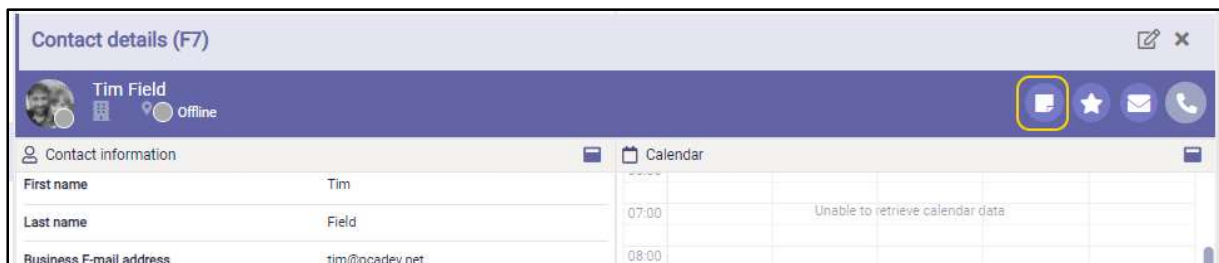 Contact details (F7)
Tim Field
Offline
Contact information
First name Tim
Last name Field
Business E-mail address tim@pcadev.net
Calendar
07:00 Unable to retrieve calendar data
08:00